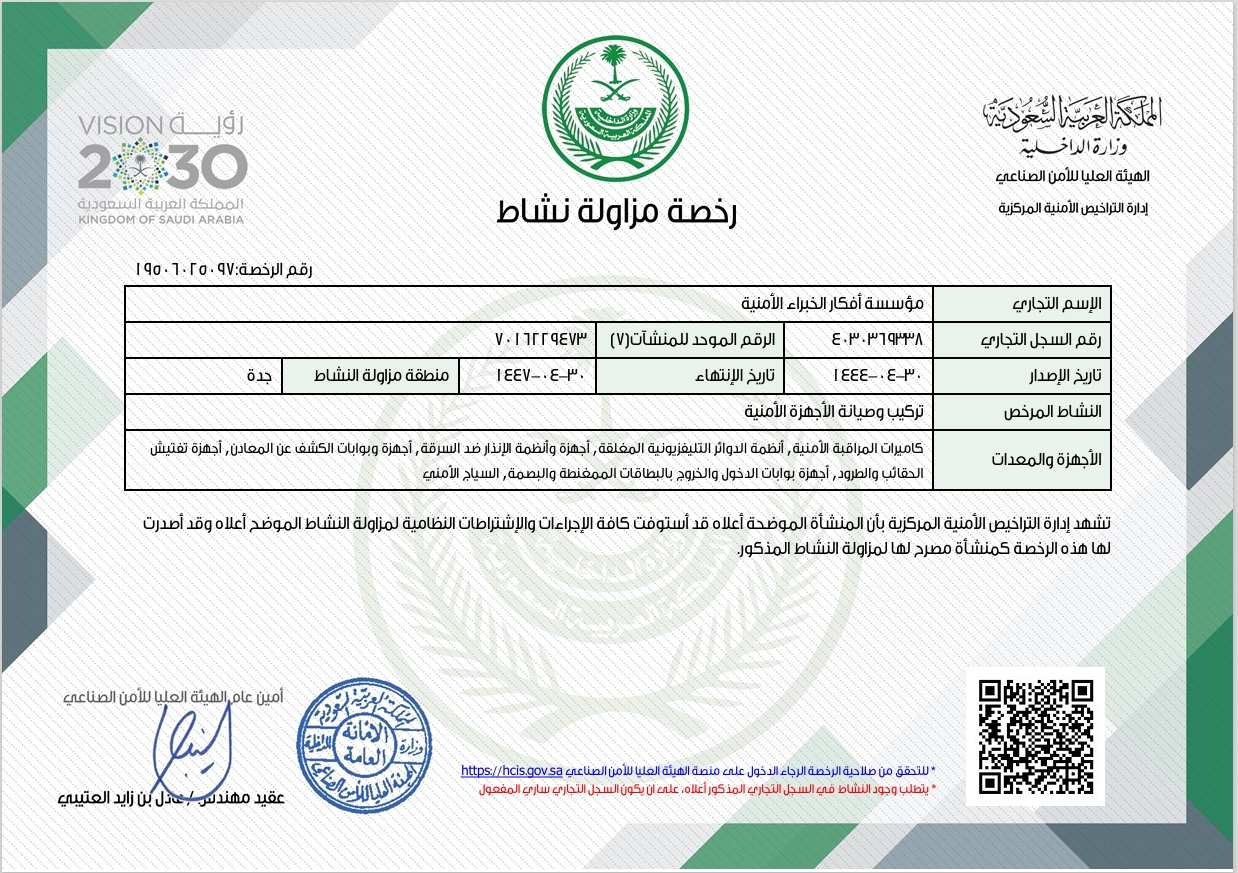 رؤيـــة VISION
2030
المملكة العربية السعودية
KINGDOM OF SAUDI ARABIA
وزارة الداخلية
المملكة العربية السعودية
المملكة العربية السعودية
وزارة الداخلية
الهيئة العليا للأمن الصناعي
إدارة التراخيص الأمنية المركزية
رخصة مزاولة نشاط
رقم الرخصة:١٩٥٠٦٠٢٥٠٩٧
الإسم التجاري مؤسسة أفكار الخبراء الأمنية
رقم السجل التجاري ٤٠٣٠٣٦٩٣٣٨ الرقم الموحد للمنشآت(٧) ٧٠١٦٢٢٩٤٧٣
تاريخ الإصدار ٣٠-٠٤-١٤٤٤ تاريخ الإنتهاء ٣٠-٠٤-١٤٤٧ منطقة مزاولة النشاط جدة
النشاط المرخص تركيب وصيانة الأجهزة الأمنية
الأجهزة والمعدات كاميرات المراقبة الأمنية, أنظمة الدوائر التليفزيونية المغلقة, أجهزة وأنظمة الإنذار ضد السرقة, أجهزة وبوابات الكشف عن المعادن, أجهزة تفتيش
الحقائب والطرود, أجهزة بوابات الدخول والخروج بالبطاقات الممغنطة والبصمة, السياج الأمني
تشهد إدارة التراخيص الأمنية المركزية بأن المنشأة الموضحة أعلاه قد أستوفت كافة الإجراءات والإشتراطات النظامية لمزاولة النشاط الموضح أعلاه وقد أصدرت
لها هذه الرخصة كمنشأة مصرح لها لمزاولة النشاط المذكور.
* للتحقق من صلاحية الرخصة الرجاء الدخول على منصة الهيئة العليا للأمن الصناعي https://hcis.gov.sa
* يتطلب وجود النشاط في السجل التجاري المذكور أعلاه، على ان يكون السجل التجاري ساري المفعول
المملكة العربية السعودية
وزارة الداخلية
الأمانة
العامة
الهيئة العليا للأمن الصناعي
أمين عام الهيئة العليا للأمن الصناعي
عقيد مهندس. / عادل بن زايد العتيبي